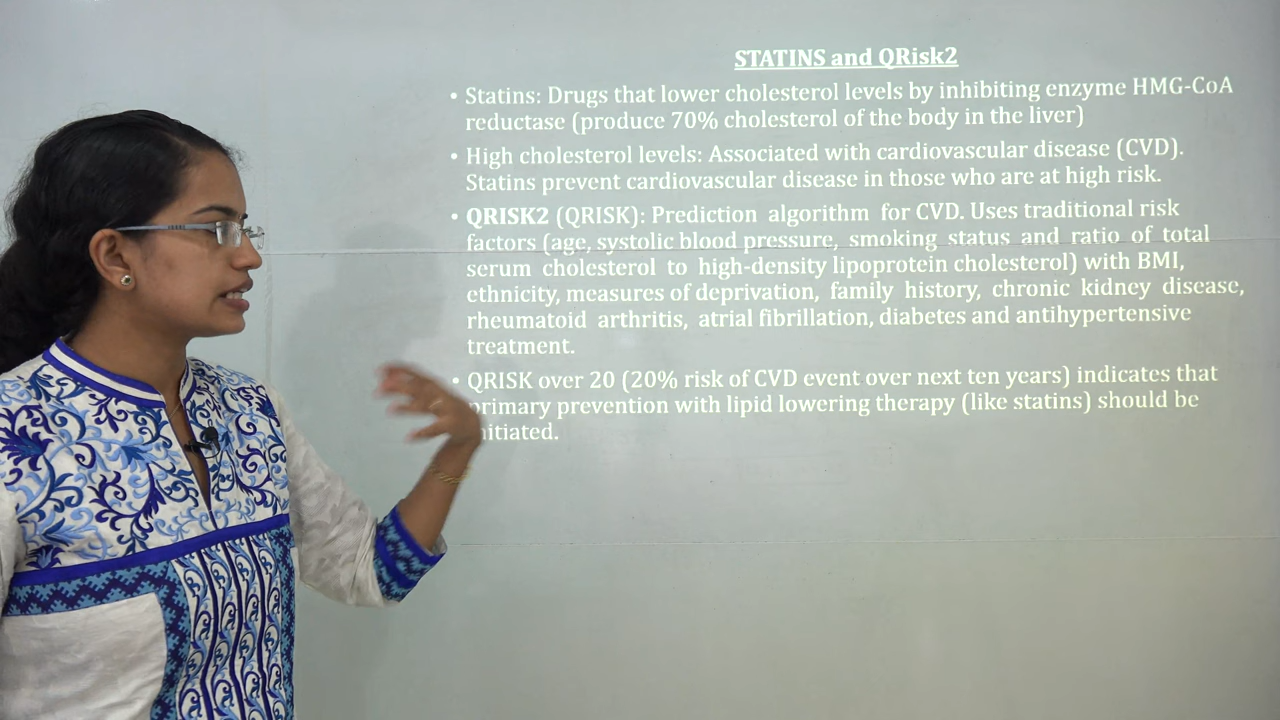 STATINS and QRisk2
• Statins: Drugs that lower cholesterol levels by inhibiting enzyme HMG-CoA
reductase (produce 70% cholesterol of the body in the liver)
• High cholesterol levels: Associated with cardiovascular disease (CVD).
Statins prevent cardiovascular disease in those who are at high risk.
• QRISK2 (QRISK): Prediction algorithm for CVD. Uses traditional risk
factors (age, systolic blood pressure, smoking status and ratio of total
serum cholesterol to high-density lipoprotein cholesterol) with BMI,
ethnicity, measures of deprivation, family history, chronic kidney disease,
rheumatoid arthritis, atrial fibrillation, diabetes and antihypertensive
treatment.
• QRISK over 20 (20% risk of CVD event over next ten years) indicates that
primary prevention with lipid lowering therapy (like statins) should be
initiated.